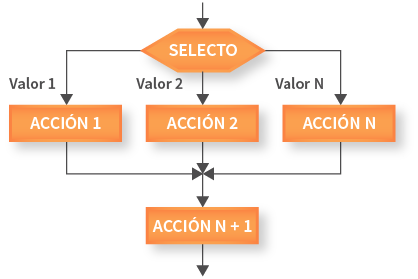 SELECTO
Valor 1
Valor 2
Valor N
ACCIÓN 1
ACCIÓN 2
ACCIÓN N
ACCIÓN N + 1